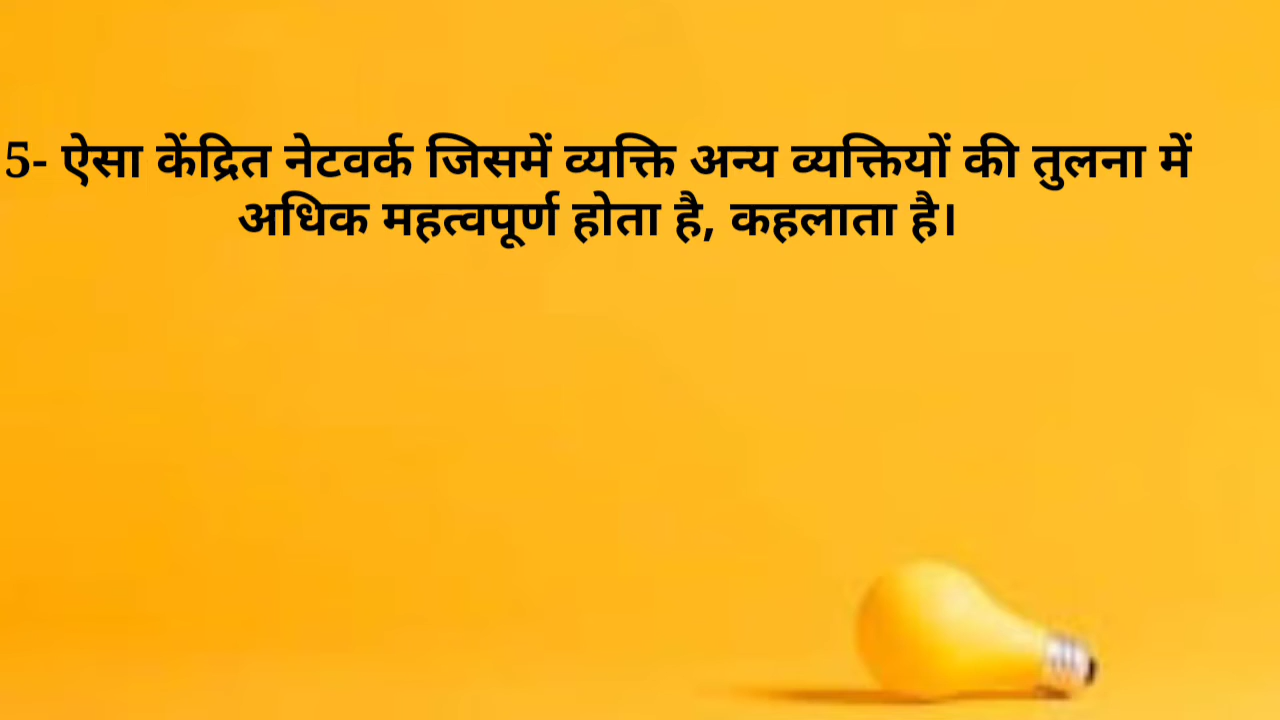 5- ऐसा केंद्रित नेटवर्क जिसमें व्यक्ति अन्य व्यक्तियों की तुलना में
अधिक महत्वपूर्ण होता है, कहलाता है।